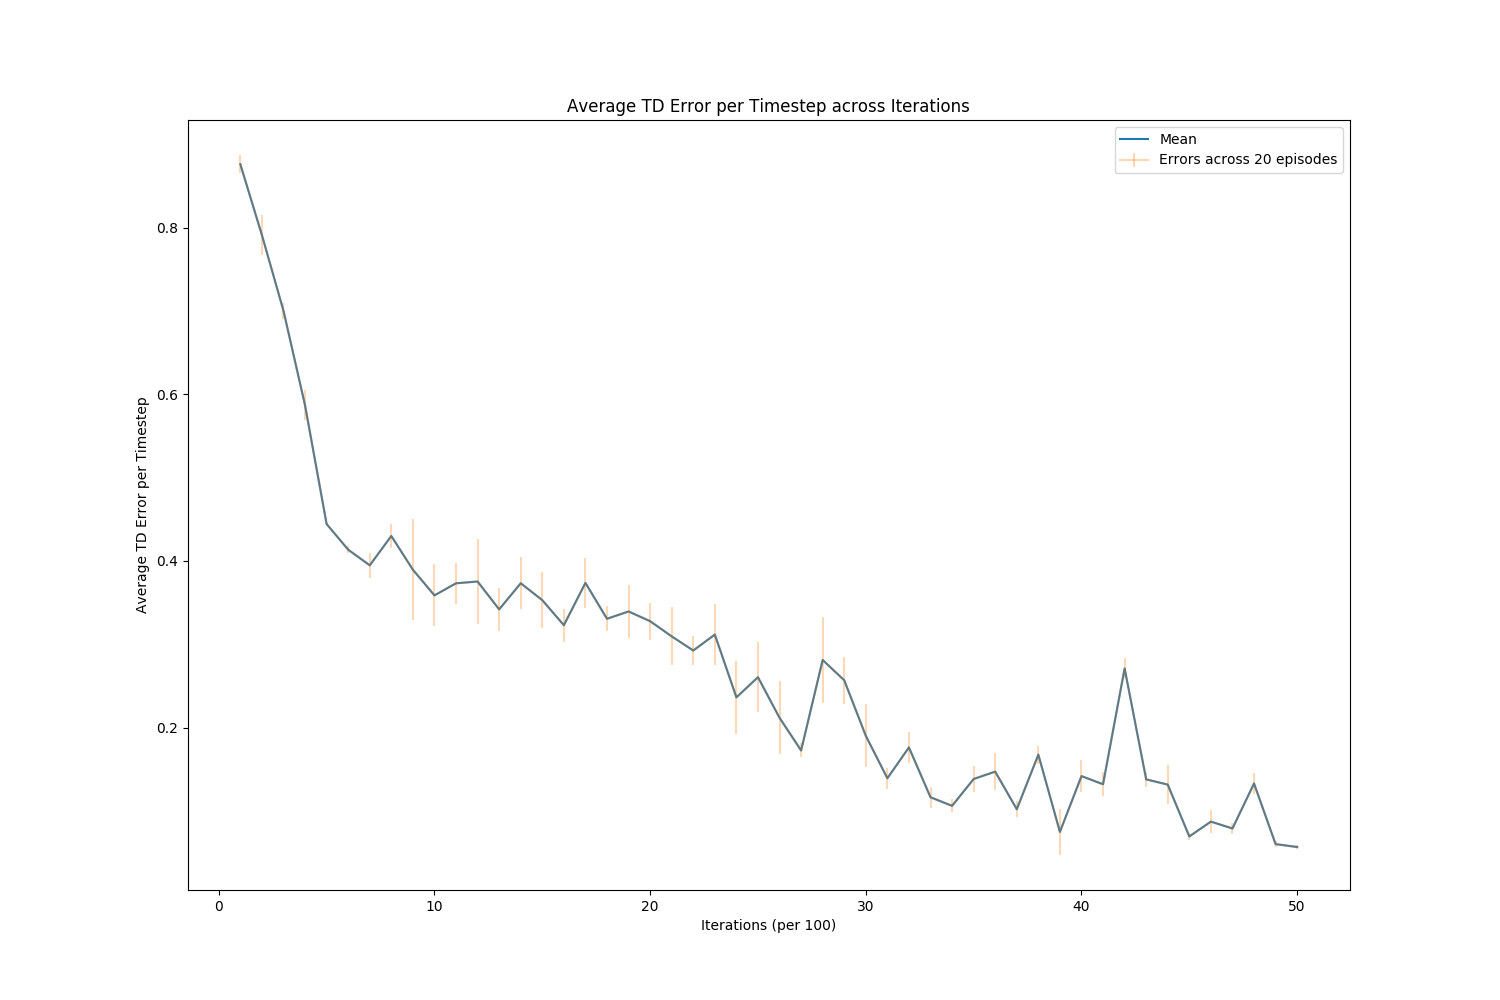 Average TD Error per Timestep across Iterations
Mean
Errors across 20 episodes
0.8
0.6
0.4
0.2
Average TD Error per Timestep
0 10 20 30 40 50
Iterations (per 100)